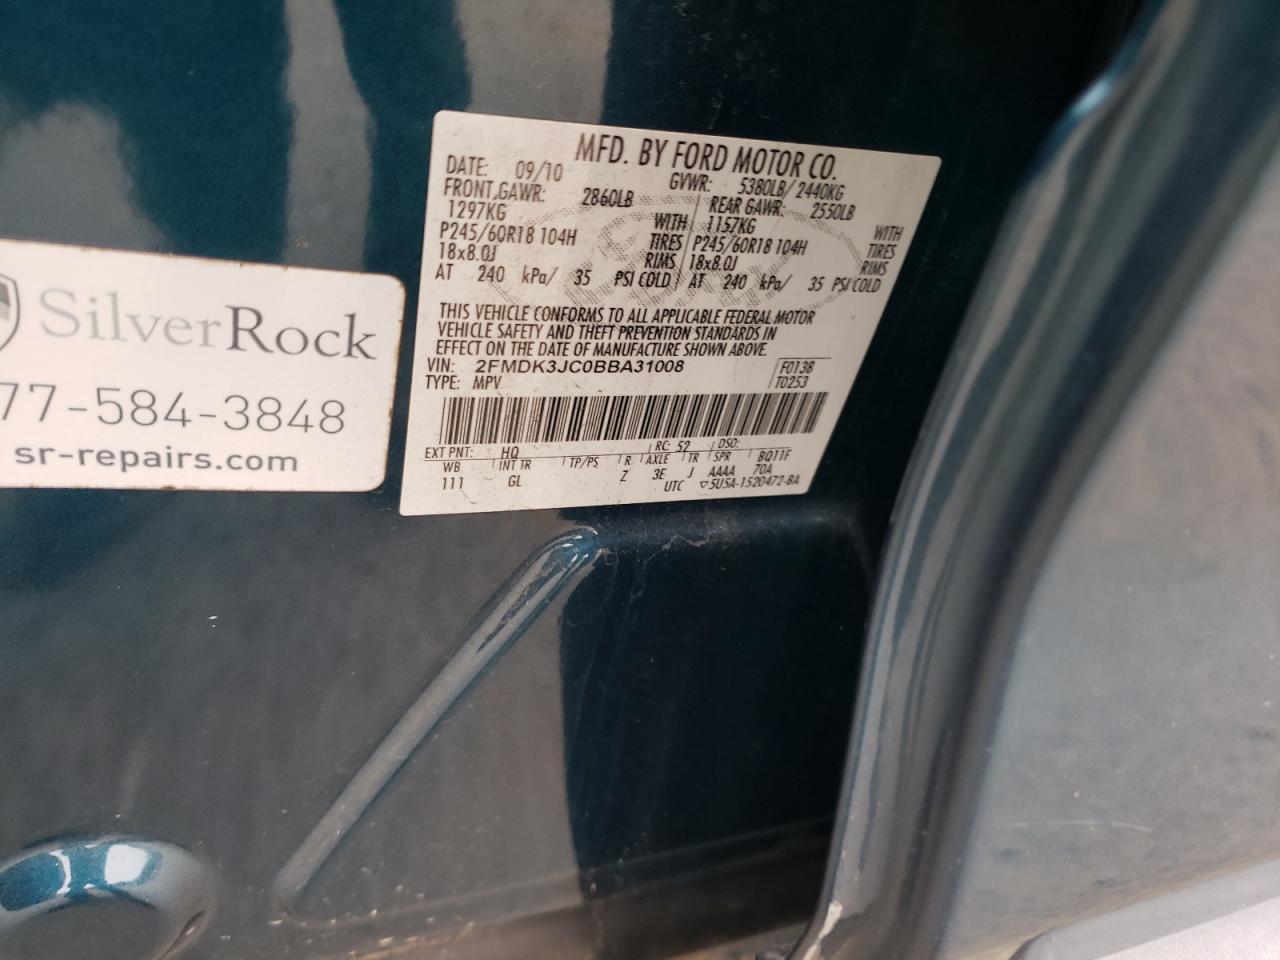 MFD. BY FORD MOTOR CO.
DATE: 09/10 GVWR: 5380LB/ 2440KG
FRONT GAWR: 2860LB REAR GAWR: 2550LB
1297KG WITH 1157KG WITH
P245/60R18 104H TIRES P245/60R18 104H TIRES
18x8.0J RIMS 18x8.0J RIMS
AT 240 kPa/ 35 PSI COLD AT 240 kPa/ 35 PSI COLD
THIS VEHICLE CONFORMS TO ALL APPLICABLE FEDERAL MOTOR
VEHICLE SAFETY AND THEFT PREVENTION STANDARDS IN
EFFECT ON THE DATE OF MANUFACTURE SHOWN ABOVE.
VIN: 2FMDK3JC0BBA31008 F0138
TYPE: MPV T0253
EXT PNT: HQ RC: 52 DSO:
WB INT TR TP/PS R AXLE TR SPR BQ11F
111 GL Z 3E J AAAA 70A
UTC ▽5U5A-1520472-BA
SilverRock
77-584-3848
sr-repairs.com